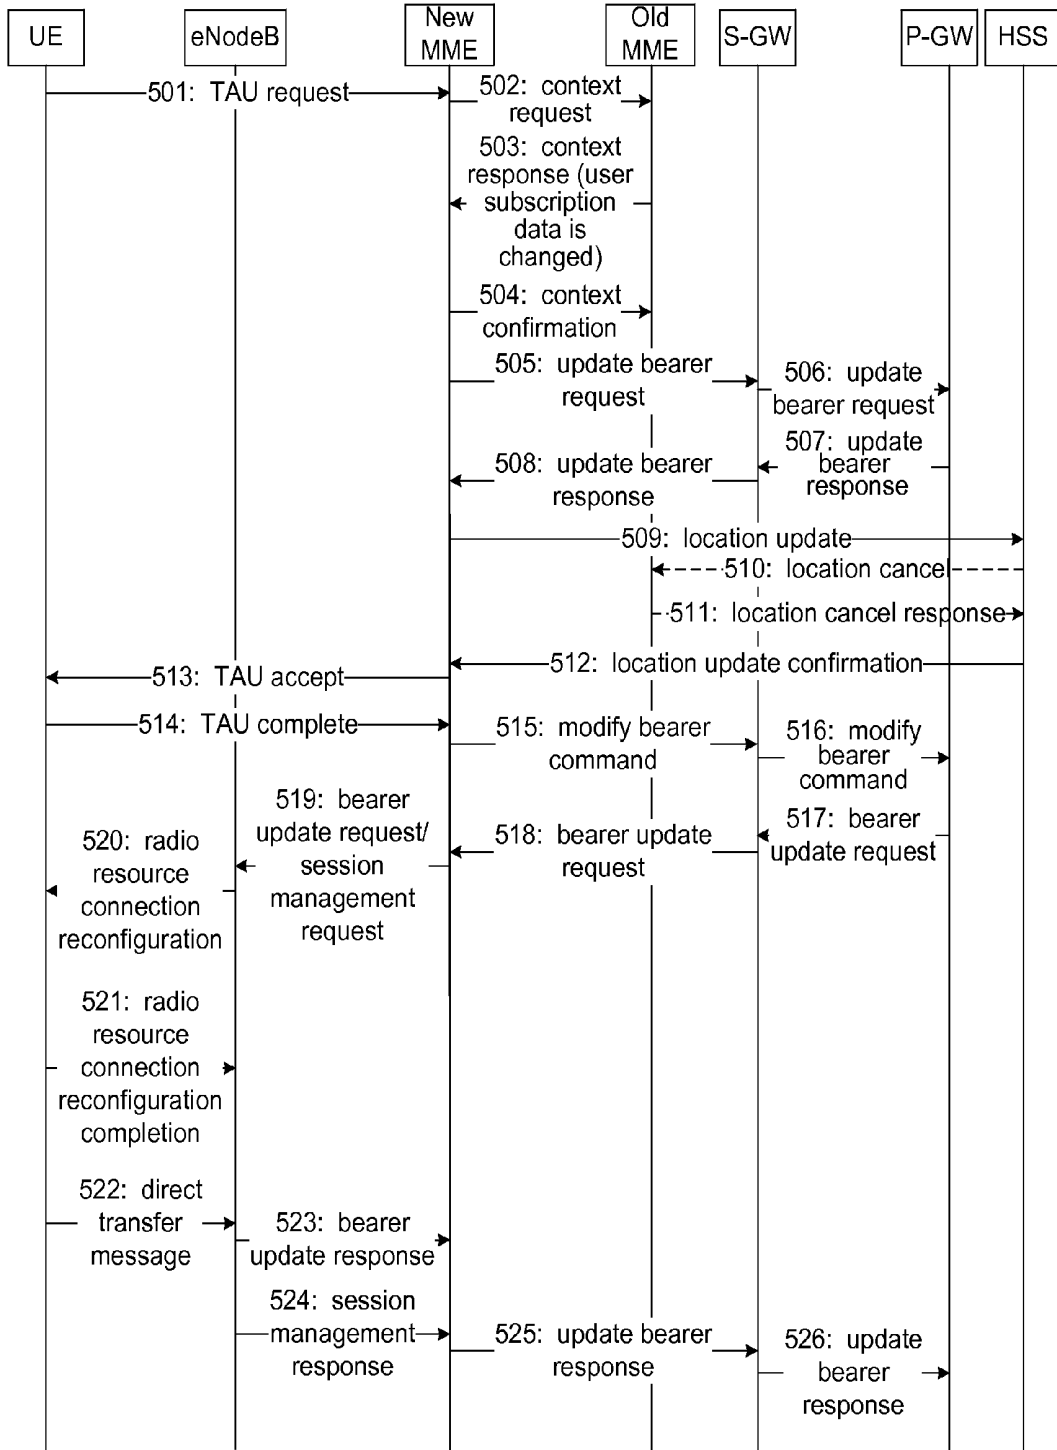 UE
eNodeB
New
MME
Old
MME
S-GW
P-GW
HSS
501: TAU request
502: context
request
503: context
response (user
subscription
data is
changed)
504: context
confirmation
505: update bearer
request
506: update
bearer request
507: update
bearer
response
508: update bearer
response
509: location update
510: location cancel
511: location cancel response
512: location update confirmation
513: TAU accept
514: TAU complete
515: modify bearer
command
516: modify
bearer
command
517: bearer
update request
518: bearer update
request
519: bearer
update request/
session
management
request
520: radio
resource
connection
reconfiguration
521: radio
resource
connection
reconfiguration
completion
522: direct
transfer
message
523: bearer
update response
524: session
management
response
525: update bearer
response
526: update
bearer
response